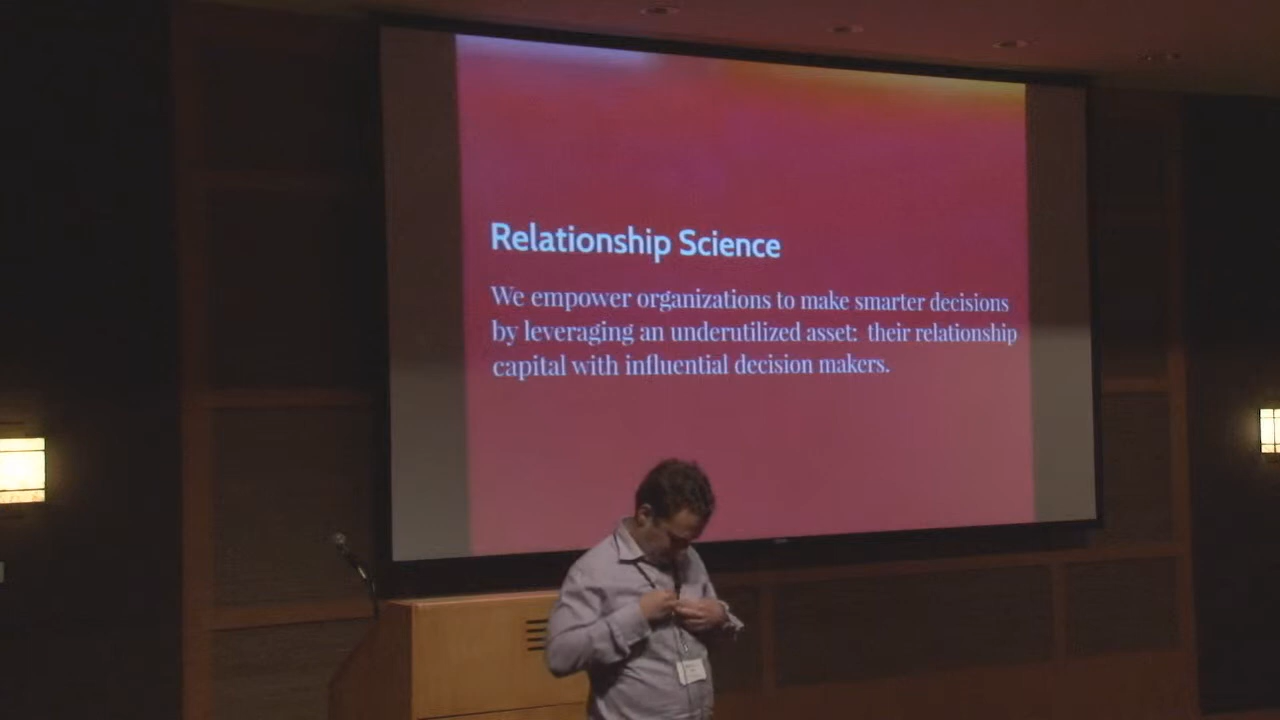 Relationship Science
We empower organizations to make smarter decisions
by leveraging an underutilized asset:  their relationship
capital with influential decision makers.